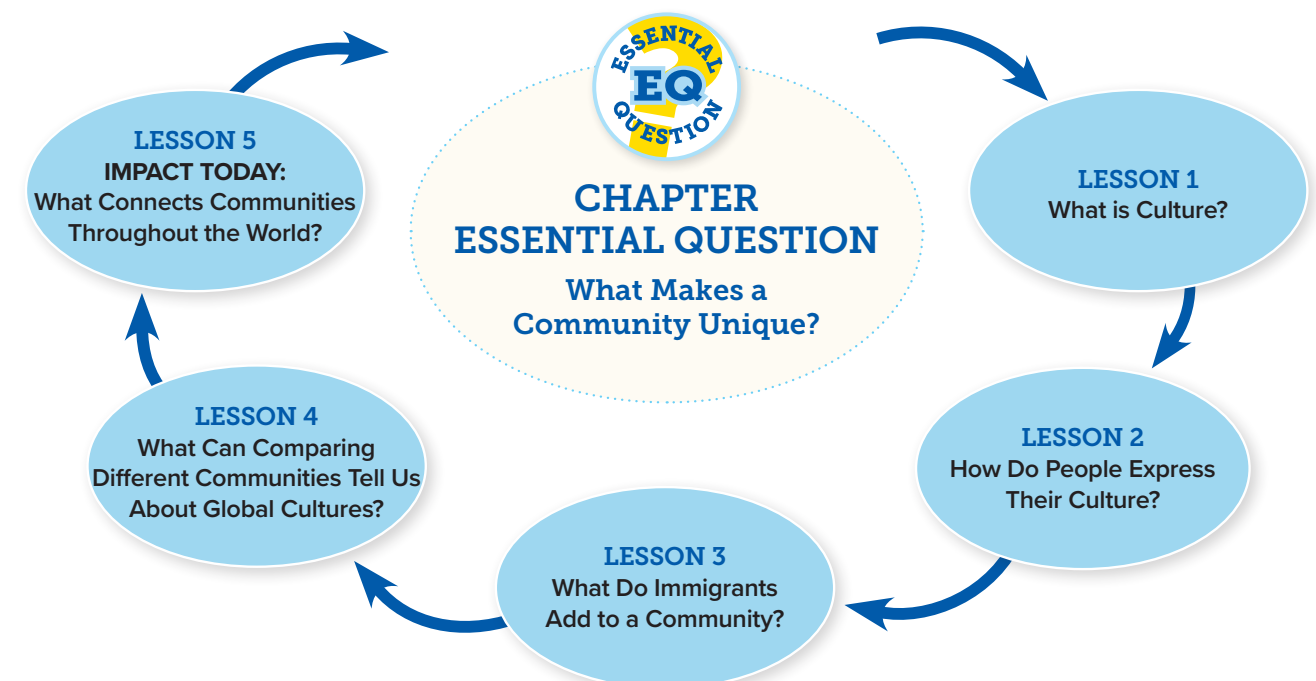 ESSENTIAL
EQ
QUESTION
CHAPTER
ESSENTIAL QUESTION
What Makes a
Community Unique?
LESSON 1
What is Culture?
LESSON 2
How Do People Express
Their Culture?
LESSON 3
What Do Immigrants
Add to a Community?
LESSON 4
What Can Comparing
Different Communities Tell Us
About Global Cultures?
LESSON 5
IMPACT TODAY:
What Connects Communities
Throughout the World?